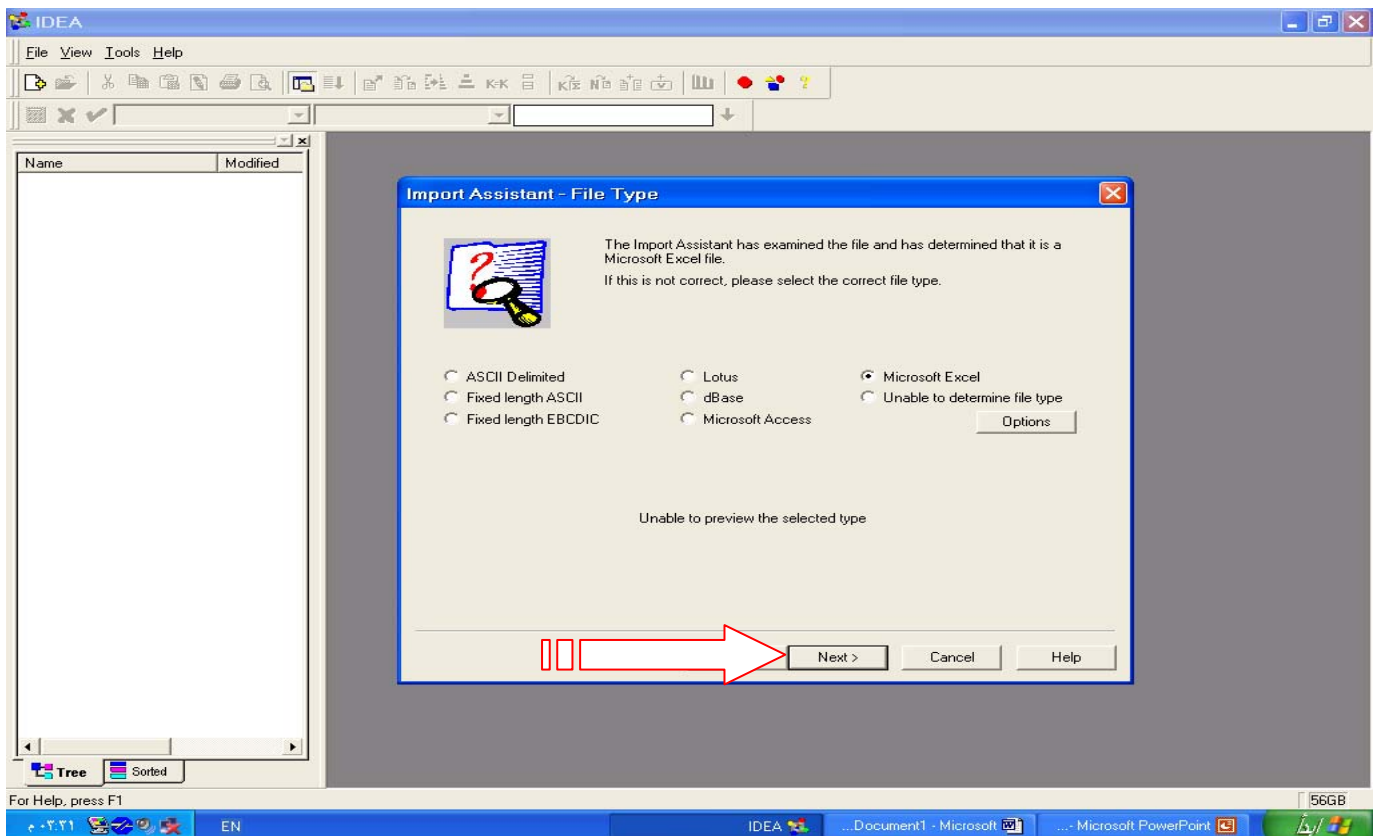 IDEA
File View Tools Help
Name Modified
Import Assistant - File Type
The Import Assistant has examined the file and has determined that it is a
Microsoft Excel file.
If this is not correct, please select the correct file type.
ASCII Delimited Lotus Microsoft Excel
Fixed length ASCII dBase Unable to determine file type
Fixed length EBCDIC Microsoft Access
Options
Unable to preview the selected type
Next > Cancel Help
Tree Sorted
For Help, press F1 56GB
٠٣:٣١ م EN IDEA ...Document1 - Microsoft ...- Microsoft PowerPoint ابدأ